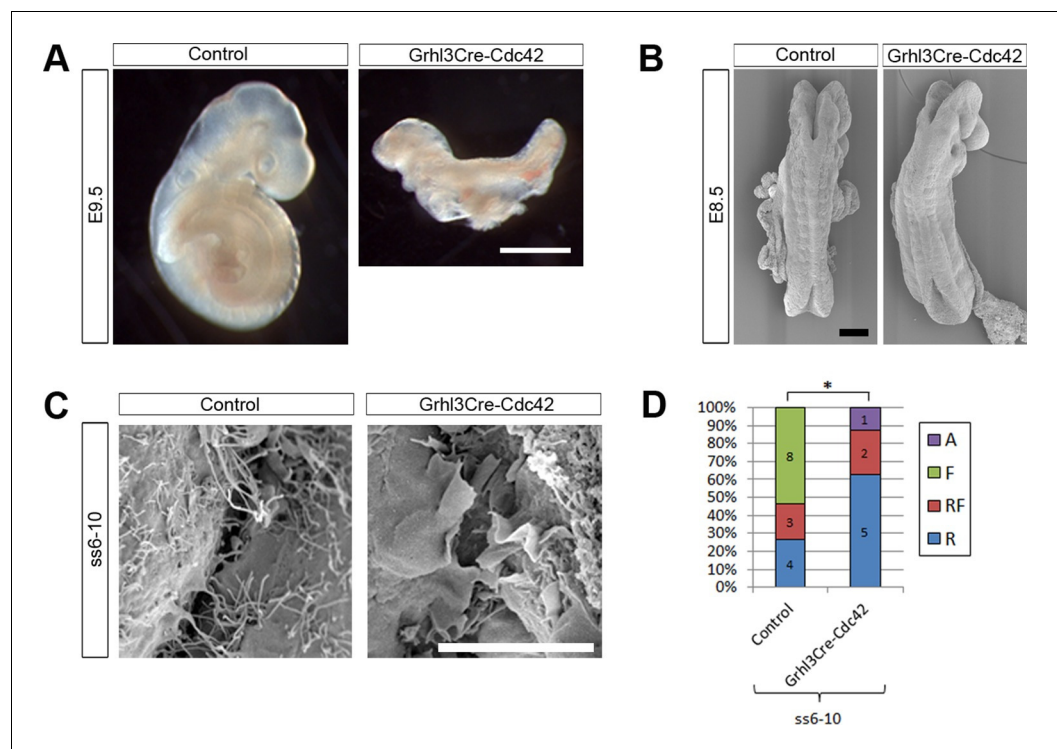 A
Control
Grhl3Cre-Cdc42
E9.5
B
Control
Grhl3Cre-Cdc42
E8.5
C
Control
Grhl3Cre-Cdc42
ss6-10
D
*
100%
90%
80%
70%
60%
50%
40%
30%
20%
10%
0%
8
3
4
1
2
5
A
F
RF
R
Control
Grhl3Cre-Cdc42
ss6-10